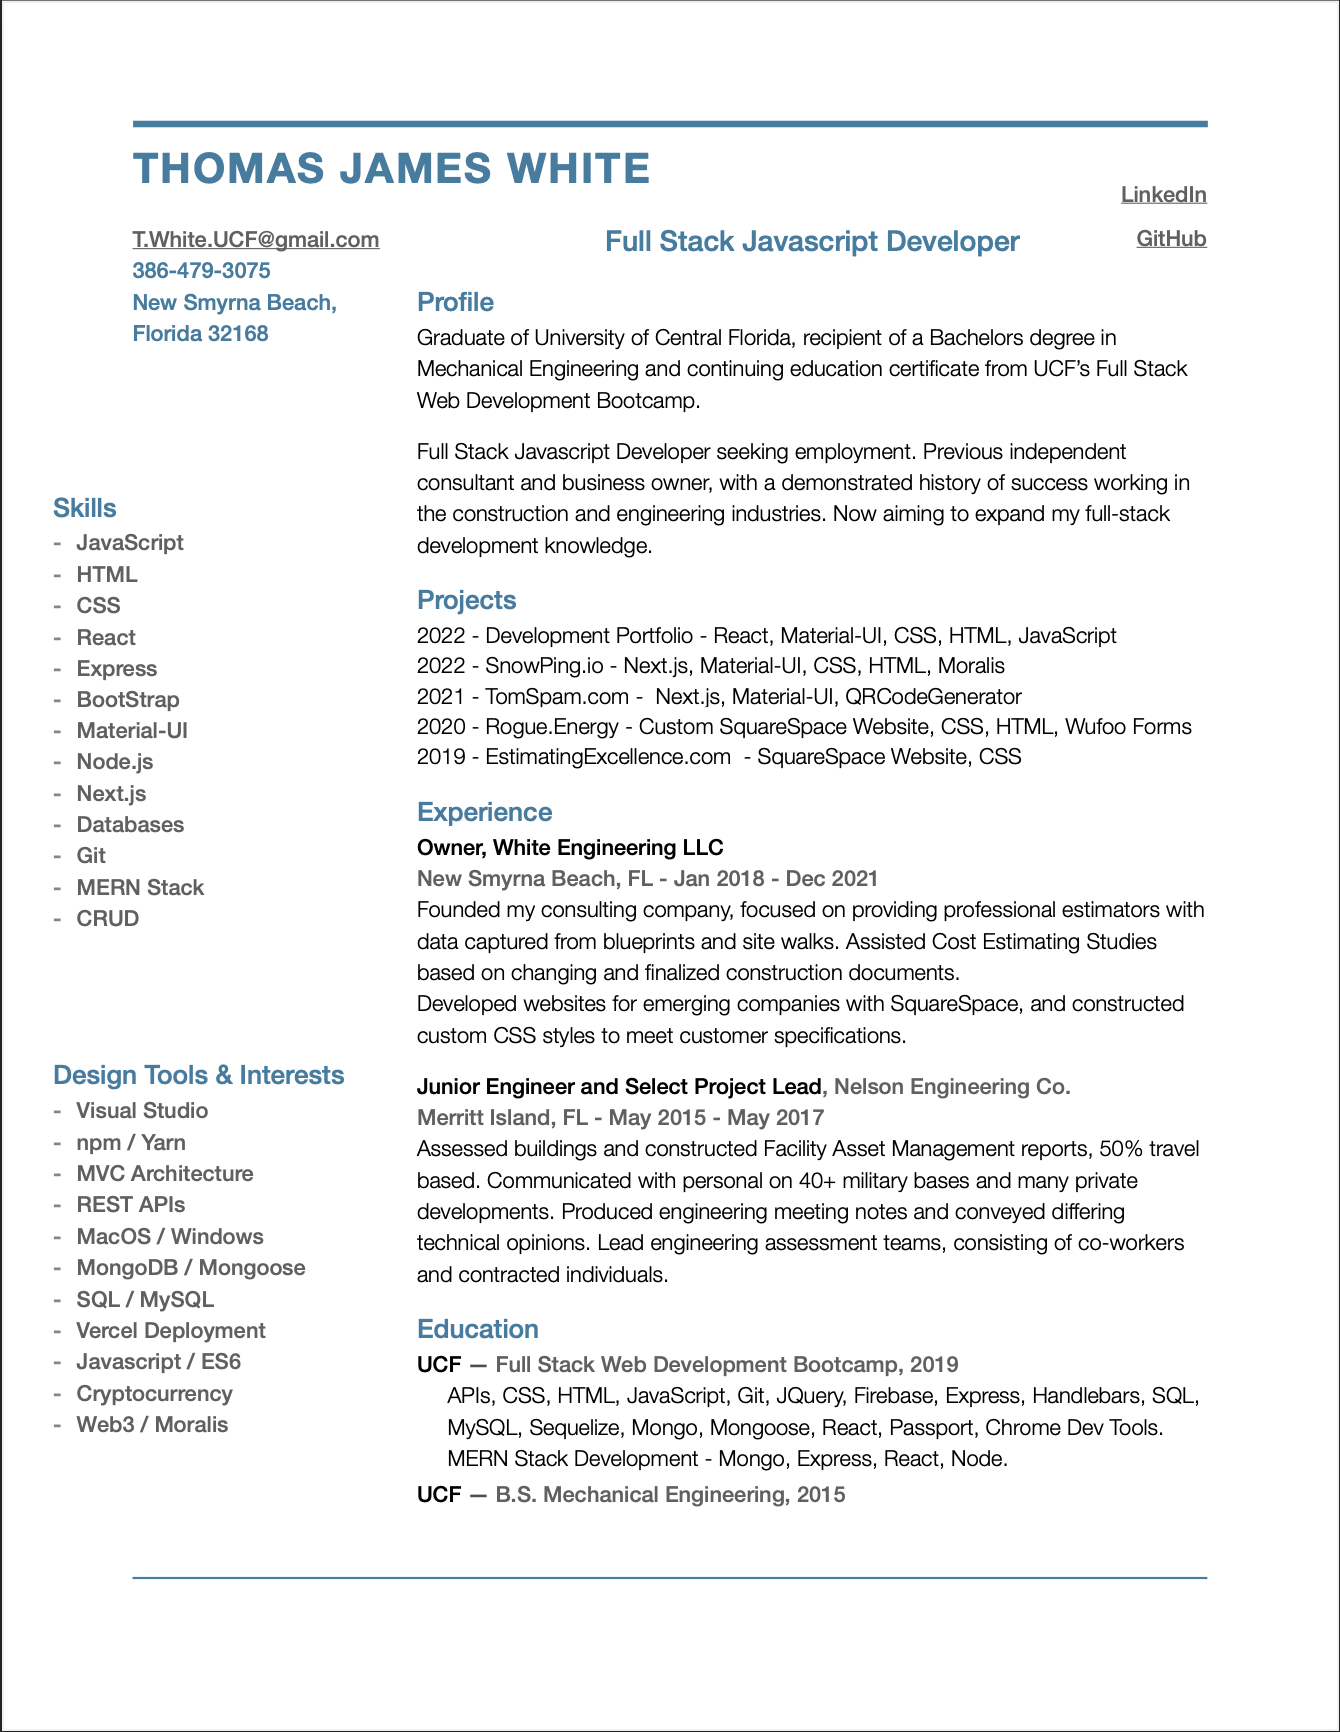 THOMAS JAMES WHITE
LinkedIn
GitHub
T.White.UCF@gmail.com
386-479-3075
New Smyrna Beach,
Florida 32168
Skills
- JavaScript
- HTML
- CSS
- React
- Express
- BootStrap
- Material-UI
- Node.js
- Next.js
- Databases
- Git
- MERN Stack
- CRUD
Design Tools & Interests
- Visual Studio
- npm / Yarn
- MVC Architecture
- REST APIs
- MacOS / Windows
- MongoDB / Mongoose
- SQL / MySQL
- Vercel Deployment
- Javascript / ES6
- Cryptocurrency
- Web3 / Moralis
Full Stack Javascript Developer
Profile
Graduate of University of Central Florida, recipient of a Bachelors degree in
Mechanical Engineering and continuing education certificate from UCF’s Full Stack
Web Development Bootcamp.
Full Stack Javascript Developer seeking employment. Previous independent
consultant and business owner, with a demonstrated history of success working in
the construction and engineering industries. Now aiming to expand my full-stack
development knowledge.
Projects
2022 - Development Portfolio - React, Material-UI, CSS, HTML, JavaScript
2022 - SnowPing.io - Next.js, Material-UI, CSS, HTML, Moralis
2021 - TomSpam.com -  Next.js, Material-UI, QRCodeGenerator
2020 - Rogue.Energy - Custom SquareSpace Website, CSS, HTML, Wufoo Forms
2019 - EstimatingExcellence.com  - SquareSpace Website, CSS
Experience
Owner, White Engineering LLC
New Smyrna Beach, FL - Jan 2018 - Dec 2021
Founded my consulting company, focused on providing professional estimators with
data captured from blueprints and site walks. Assisted Cost Estimating Studies
based on changing and finalized construction documents.
Developed websites for emerging companies with SquareSpace, and constructed
custom CSS styles to meet customer specifications.
Junior Engineer and Select Project Lead, Nelson Engineering Co.
Merritt Island, FL - May 2015 - May 2017
Assessed buildings and constructed Facility Asset Management reports, 50% travel
based. Communicated with personal on 40+ military bases and many private
developments. Produced engineering meeting notes and conveyed differing
technical opinions. Lead engineering assessment teams, consisting of co-workers
and contracted individuals.
Education
UCF — Full Stack Web Development Bootcamp, 2019
APIs, CSS, HTML, JavaScript, Git, JQuery, Firebase, Express, Handlebars, SQL,
MySQL, Sequelize, Mongo, Mongoose, React, Passport, Chrome Dev Tools.
MERN Stack Development - Mongo, Express, React, Node.
UCF — B.S. Mechanical Engineering, 2015